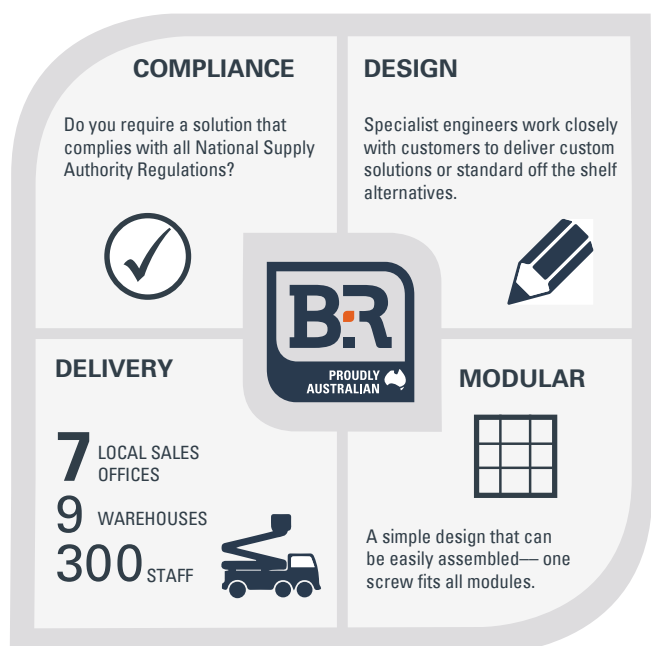 COMPLIANCE
Do you require a solution that
complies with all National Supply
Authority Regulations?
DESIGN
Specialist engineers work closely
with customers to deliver custom
solutions or standard off the shelf
alternatives.
B R
PROUDLY
AUSTRALIAN
DELIVERY
7 LOCAL SALES
OFFICES
9 WAREHOUSES
300 STAFF
MODULAR
A simple design that can
be easily assembled— one
screw fits all modules.